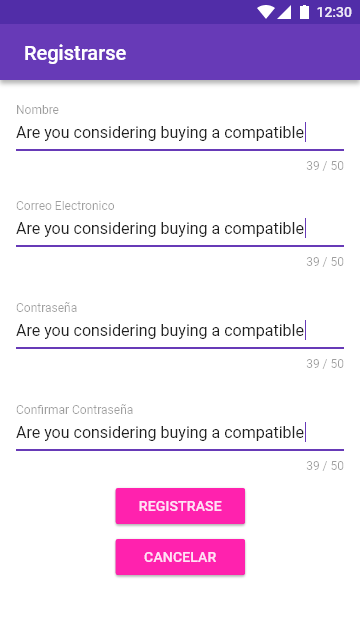 12:30
Registrarse
Nombre
Are you considering buying a compatible
39 / 50
Correo Electronico
Are you considering buying a compatible
39 / 50
Contraseña
Are you considering buying a compatible
39 / 50
Confirmar Contraseña
Are you considering buying a compatible
39 / 50
REGISTRASE
CANCELAR